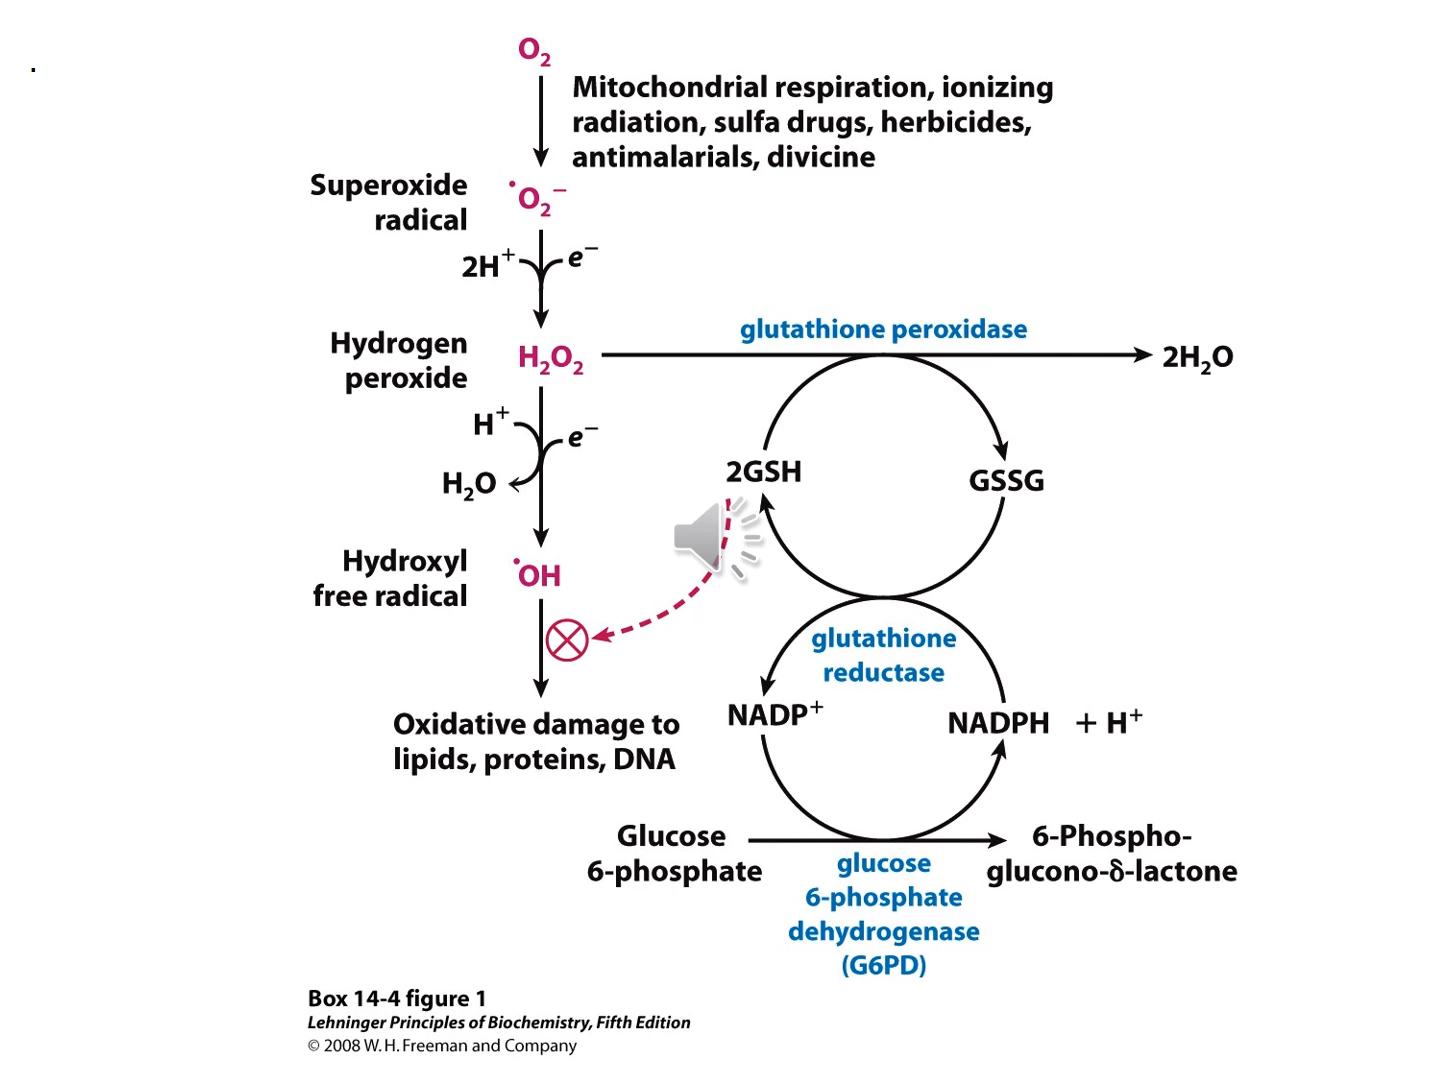 .
O₂
Mitochondrial respiration, ionizing
radiation, sulfa drugs, herbicides,
antimalarials, divicine
Superoxide
radical
•O₂⁻
2H⁺
e⁻
Hydrogen
peroxide
H₂O₂
glutathione peroxidase
2H₂O
H⁺
e⁻
H₂O
2GSH
GSSG
Hydroxyl
free radical
•OH
glutathione
reductase
Oxidative damage to
lipids, proteins, DNA
NADP⁺
NADPH + H⁺
Glucose
6-phosphate
6-Phospho-
glucono-δ-lactone
glucose
6-phosphate
dehydrogenase
(G6PD)
Box 14-4 figure 1
Lehninger Principles of Biochemistry, Fifth Edition
© 2008 W. H. Freeman and Company